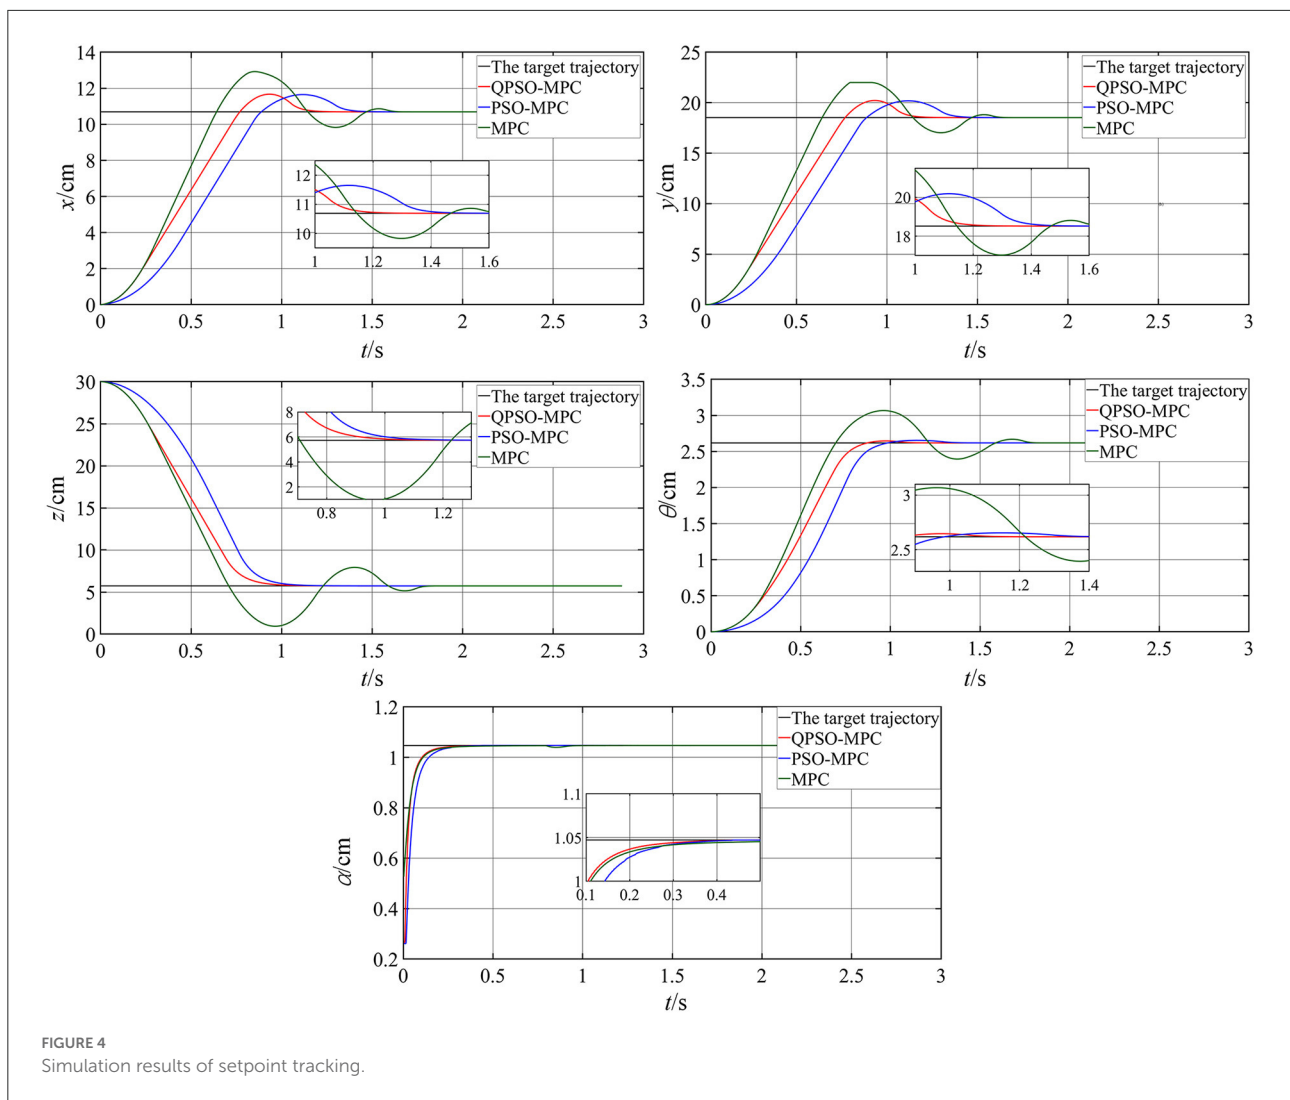 14
12
10
8
6
4
2
0
x/cm
0 0.5 1 1.5 2 2.5 3
t/s
The target trajectory
QPSO-MPC
PSO-MPC
MPC
12
11
10
1 1.2 1.4 1.6
25
20
15
10
5
0
y/cm
0 0.5 1 1.5 2 2.5 3
t/s
The target trajectory
QPSO-MPC
PSO-MPC
MPC
20
18
1 1.2 1.4 1.6
30
25
20
15
10
5
0
z/cm
0 0.5 1 1.5 2 2.5 3
t/s
The target trajectory
QPSO-MPC
PSO-MPC
MPC
8
6
4
2
0.8 1 1.2
3.5
3
2.5
2
1.5
1
0.5
0
θ/cm
0 0.5 1 1.5 2 2.5 3
t/s
The target trajectory
QPSO-MPC
PSO-MPC
MPC
3
2.5
1 1.2 1.4
1.2
1
0.8
0.6
0.4
0.2
α/cm
0 0.5 1 1.5 2 2.5 3
t/s
The target trajectory
QPSO-MPC
PSO-MPC
MPC
1.1
1.05
1
0.1 0.2 0.3 0.4
FIGURE 4
Simulation results of setpoint tracking.